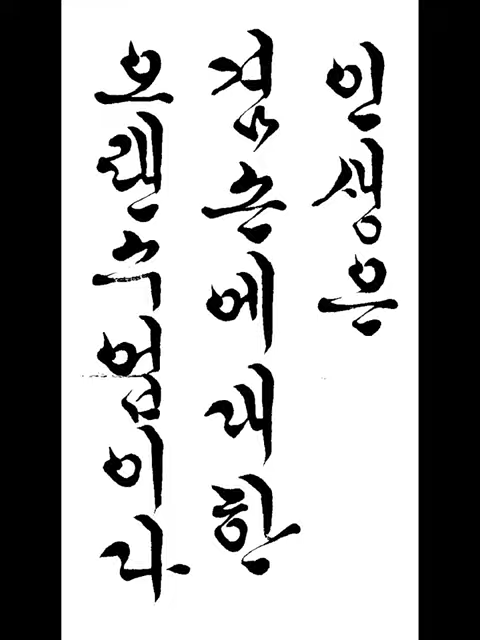 인생은
겸손에 대한
오랜 수업이다